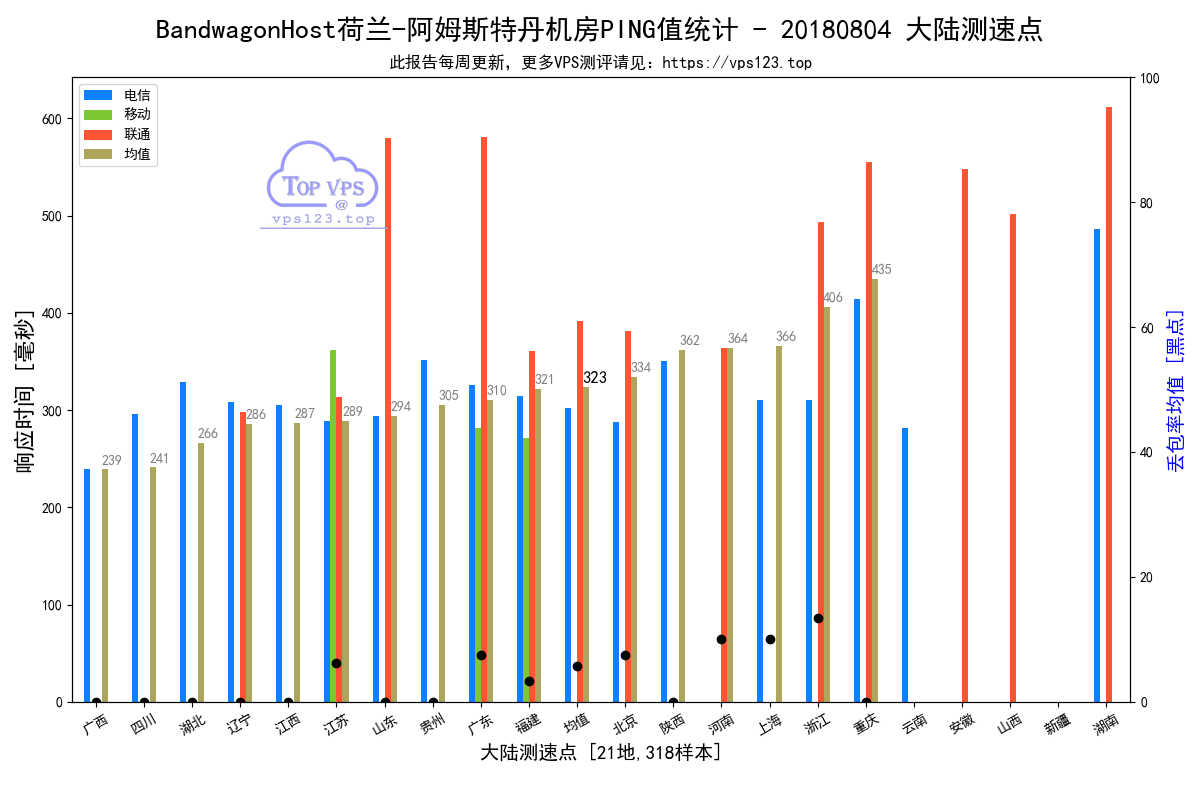 BandwagonHost荷兰-阿姆斯特丹机房PING值统计 - 20180804 大陆测速点
此报告每周更新，更多VPS测评请见：https://vps123.top
电信
移动
联通
均值
TOP VPS
@
vps123.top
响应时间 [毫秒]
600
500
400
300
200
100
0
239
241
266
286
287
289
294
305
310
321
323
334
362
364
366
406
435
100
80
60
40
20
0
丢包率均值 [黑点]
广西 四川 湖北 辽宁 江西 江苏 山东 贵州 广东 福建 均值 北京 陕西 河南 上海 浙江 重庆 云南 安徽 山西 新疆 湖南
大陆测速点 [21地,318样本]